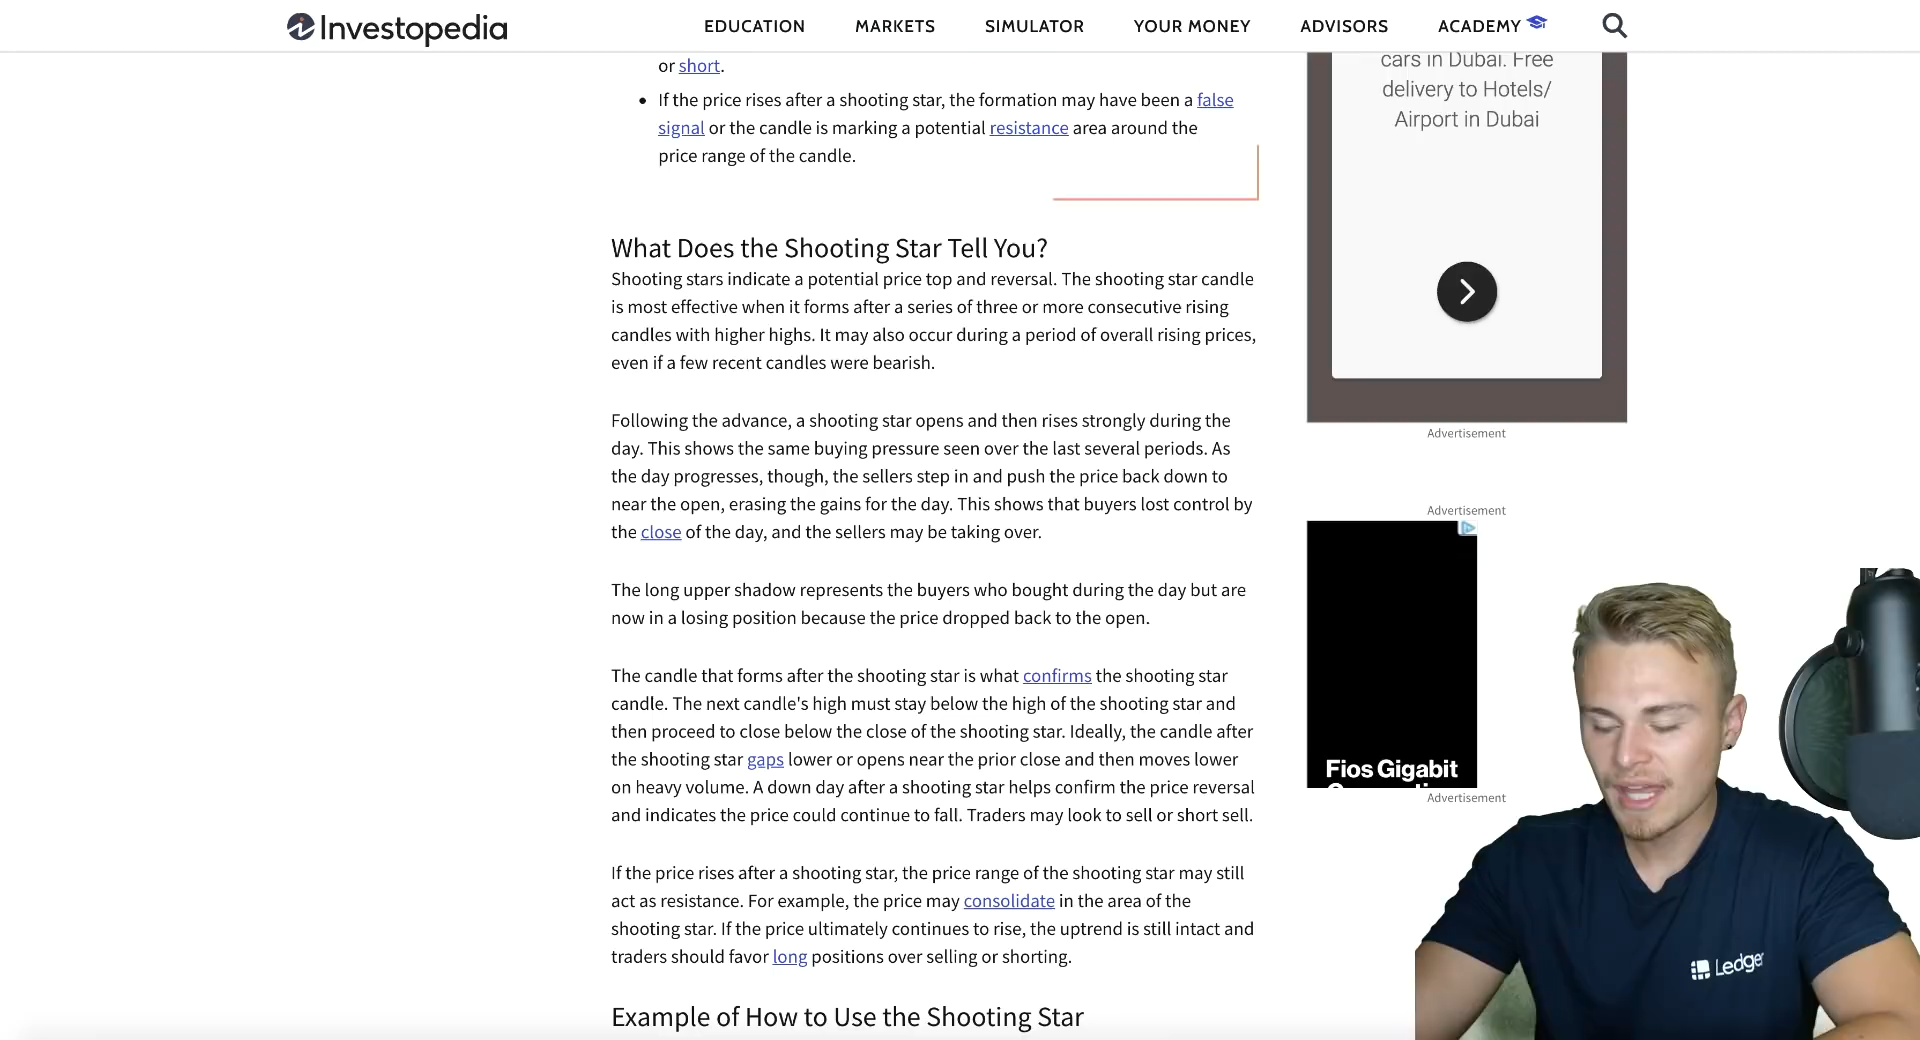 Investopedia
EDUCATION
MARKETS
SIMULATOR
YOUR MONEY
ADVISORS
ACADEMY
or short.
• If the price rises after a shooting star, the formation may have been a false
signal or the candle is marking a potential resistance area around the
price range of the candle.
What Does the Shooting Star Tell You?
Shooting stars indicate a potential price top and reversal. The shooting star candle
is most effective when it forms after a series of three or more consecutive rising
candles with higher highs. It may also occur during a period of overall rising prices,
even if a few recent candles were bearish.
Following the advance, a shooting star opens and then rises strongly during the
day. This shows the same buying pressure seen over the last several periods. As
the day progresses, though, the sellers step in and push the price back down to
near the open, erasing the gains for the day. This shows that buyers lost control by
the close of the day, and the sellers may be taking over.
The long upper shadow represents the buyers who bought during the day but are
now in a losing position because the price dropped back to the open.
The candle that forms after the shooting star is what confirms the shooting star
candle. The next candle's high must stay below the high of the shooting star and
then proceed to close below the close of the shooting star. Ideally, the candle after
the shooting star gaps lower or opens near the prior close and then moves lower
on heavy volume. A down day after a shooting star helps confirm the price reversal
and indicates the price could continue to fall. Traders may look to sell or short sell.
If the price rises after a shooting star, the price range of the shooting star may still
act as resistance. For example, the price may consolidate in the area of the
shooting star. If the price ultimately continues to rise, the uptrend is still intact and
traders should favor long positions over selling or shorting.
Example of How to Use the Shooting Star
cars in Dubai. Free
delivery to Hotels/
Airport in Dubai
Advertisement
Advertisement
Fios Gigabit
Advertisement
Ledger